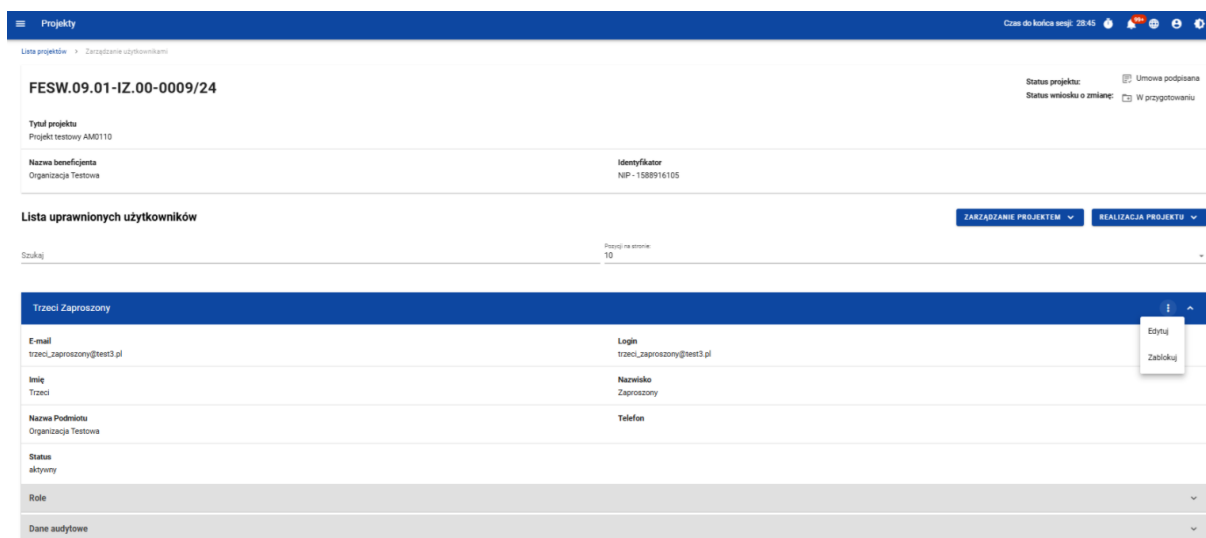 Projekty
Czas do końca sesji: 28:45
99+
Lista projektów > Zarządzanie użytkownikami
FESW.09.01-IZ.00-0009/24
Status projektu: Umowa podpisana
Status wniosku o zmianę: W przygotowaniu
Tytuł projektu
Projekt testowy AM0110
Nazwa beneficjenta Identyfikator
Organizacja Testowa NIP - 1588916105
Lista uprawnionych użytkowników
ZARZĄDZANIE PROJEKTEM REALIZACJA PROJEKTU
Szukaj
Pozycji na stronie
10
Trzeci Zaproszony
Edytuj
Zablokuj
E-mail Login
trzeci_zaproszony@test3.pl trzeci_zaproszony@test3.pl
Imię Nazwisko
Trzeci Zaproszony
Nazwa Podmiotu Telefon
Organizacja Testowa
Status
aktywny
Role
Dane audytowe